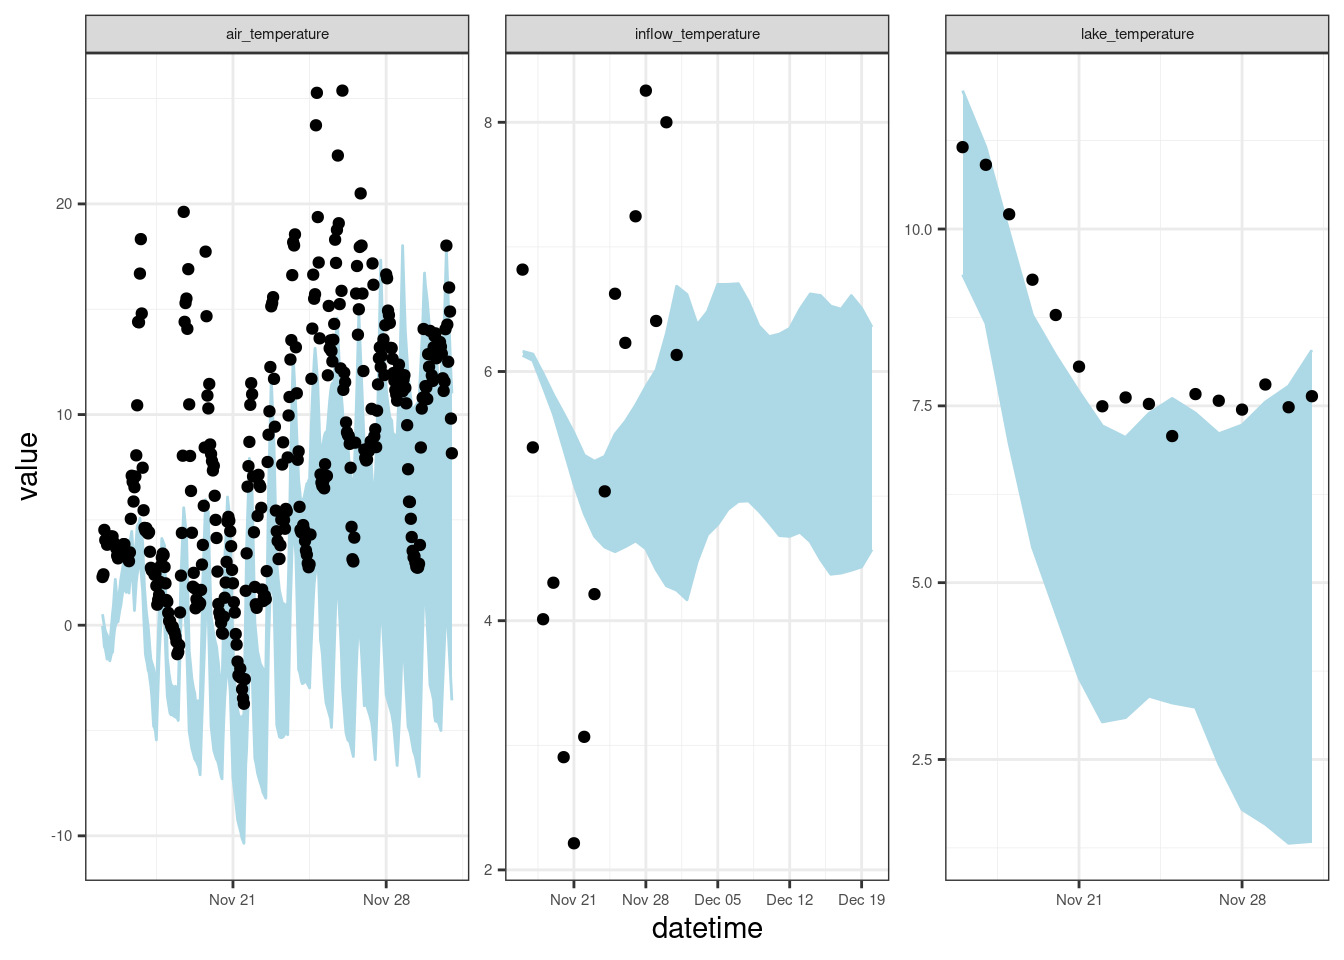 air_temperature
inflow_temperature
lake_temperature
value
20
10
0
-10
8
6
4
2
10.0
7.5
5.0
2.5
Nov 21
Nov 28
Nov 21
Nov 28
Dec 05
Dec 12
Dec 19
Nov 21
Nov 28
datetime